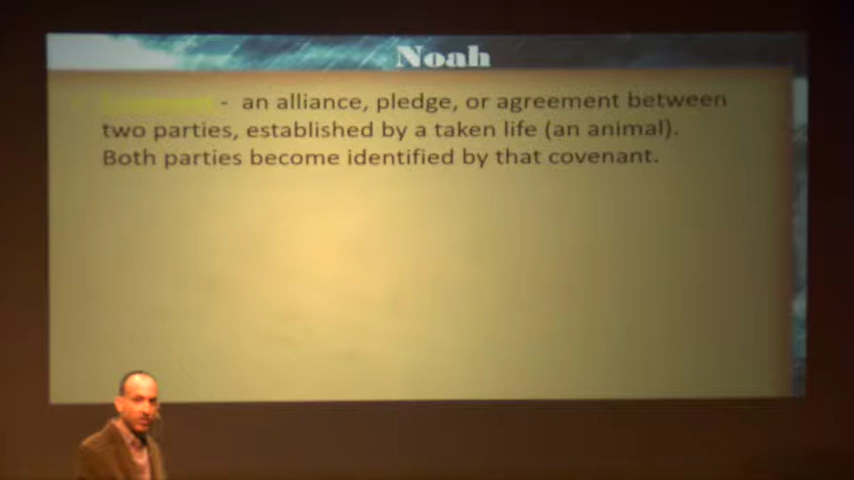 Noah
- an alliance, pledge, or agreement between
two parties, established by a taken life (an animal).
Both parties become identified by that covenant.